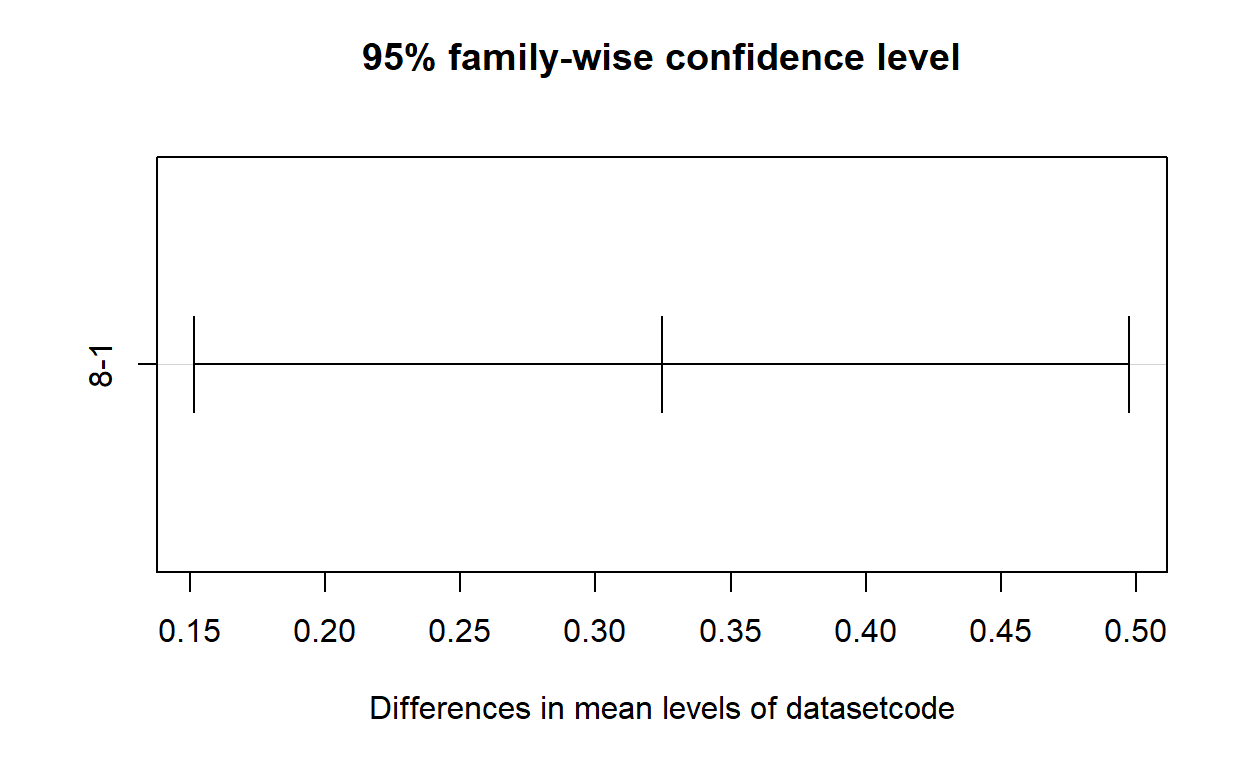 95% family-wise confidence level
8-1
0.15 0.20 0.25 0.30 0.35 0.40 0.45 0.50
Differences in mean levels of datasetcode